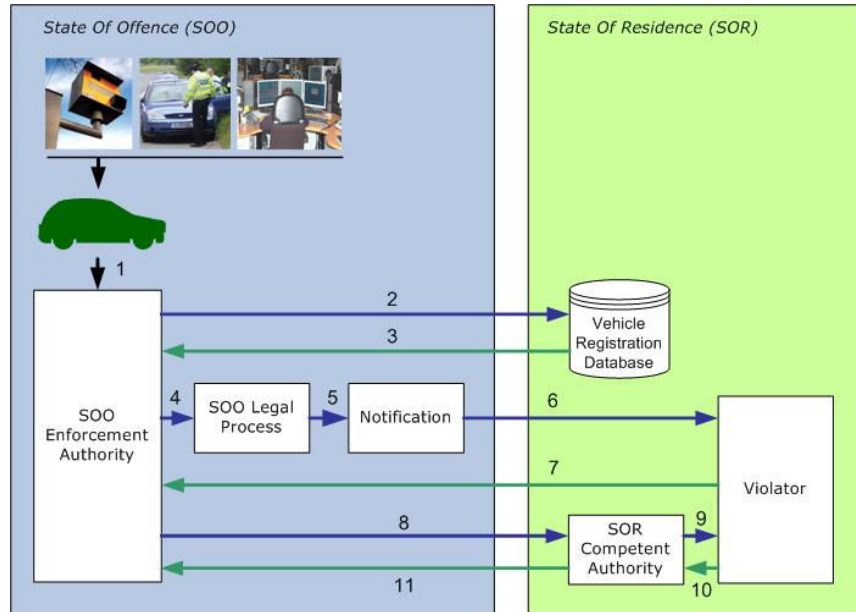 State Of Offence (SOO)
State Of Residence (SOR)
1
2
3
Vehicle
Registration
Database
4
SOO Legal
Process
5
Notification
6
SOO
Enforcement
Authority
7
Violator
8
SOR
Competent
Authority
9
10
11